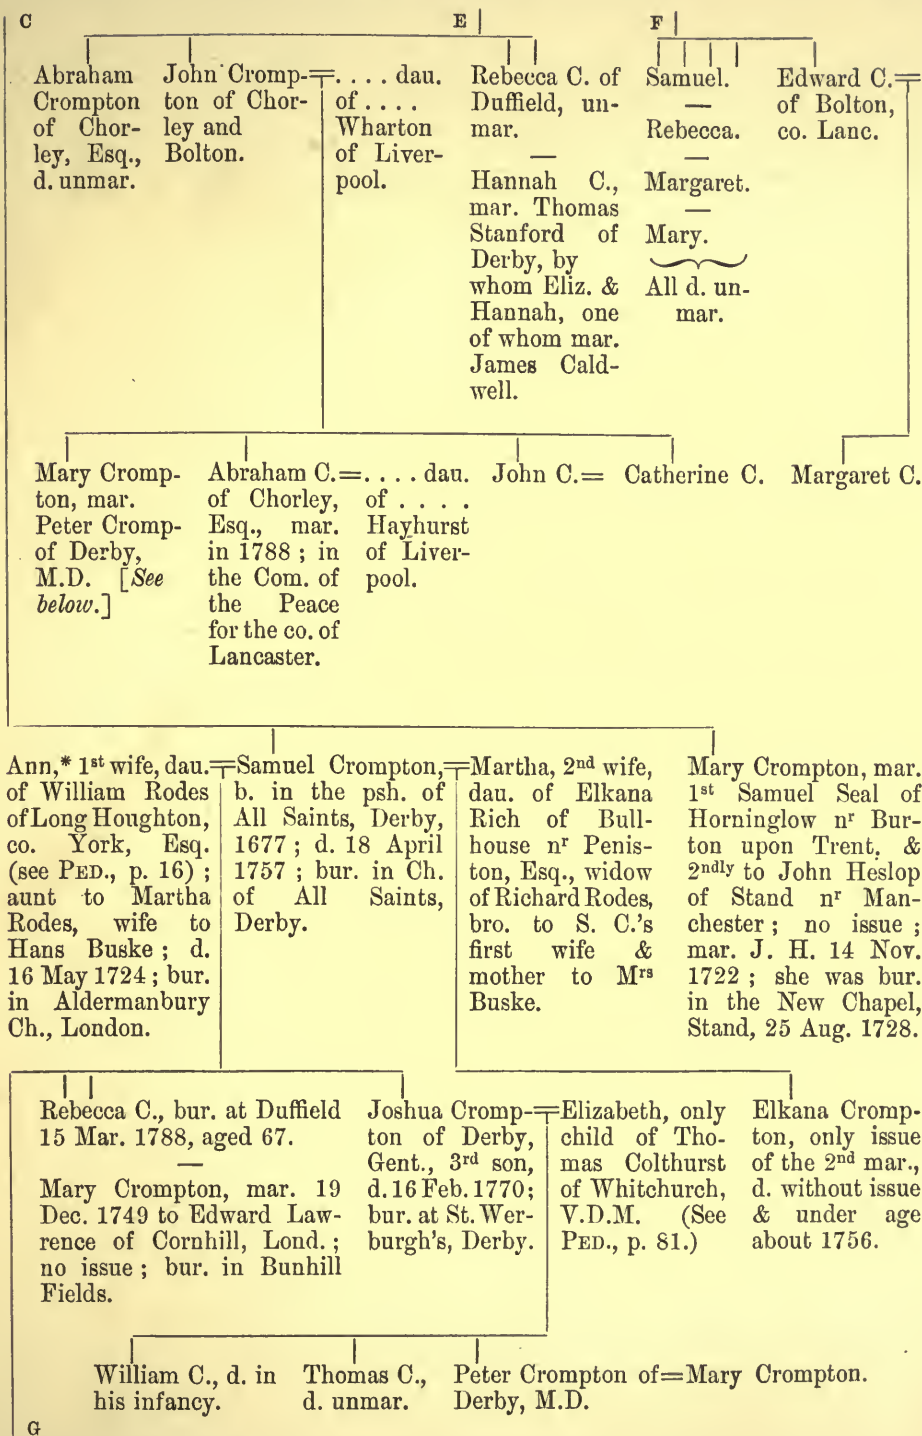 C
E
F
Abraham
Crompton
of Chor-
ley, Esq.,
d. unmar.
John Cromp-
ton of Chor-
ley and
Bolton.
=. . . . dau.
of . . . .
Wharton
of Liver-
pool.
Rebecca C. of
Duffield, un-
mar.
—
Hannah C.,
mar. Thomas
Stanford of
Derby, by
whom Eliz. &
Hannah, one
of whom mar.
James Cald-
well.
Samuel.
—
Rebecca.
—
Margaret.
—
Mary.
All d. un-
mar.
Edward C.=
of Bolton,
co. Lanc.
Mary Cromp-
ton, mar.
Peter Cromp-
of Derby,
M.D. [See
below.]
Abraham C.=
of Chorley,
Esq., mar.
in 1788 ; in
the Com. of
the Peace
for the co. of
Lancaster.
. . . . dau.
of . . . .
Hayhurst
of Liver-
pool.
John C.=
Catherine C.
Margaret C.
Ann,* 1st wife, dau.=
of William Rodes
of Long Houghton,
co. York, Esq.
(see PED., p. 16) ;
aunt to Martha
Rodes, wife to
Hans Buske ; d.
16 May 1724 ; bur.
in Aldermanbury
Ch., London.
Samuel Crompton,=
b. in the psh. of
All Saints, Derby,
1677 ; d. 18 April
1757 ; bur. in Ch.
of All Saints,
Derby.
Martha, 2nd wife,
dau. of Elkana
Rich of Bull-
house nr Penis-
ton, Esq., widow
of Richard Rodes,
bro. to S. C.'s
first wife &
mother to Mrs
Buske.
Mary Crompton, mar.
1st Samuel Seal of
Horninglow nr Bur-
ton upon Trent, &
2ndly to John Heslop
of Stand nr Man-
chester ; no issue ;
mar. J. H. 14 Nov.
1722 ; she was bur.
in the New Chapel,
Stand, 25 Aug. 1728.
Rebecca C., bur. at Duffield
15 Mar. 1788, aged 67.
—
Mary Crompton, mar. 19
Dec. 1749 to Edward Law-
rence of Cornhill, Lond. ;
no issue ; bur. in Bunhill
Fields.
Joshua Cromp-=
ton of Derby,
Gent., 3rd son,
d. 16 Feb. 1770;
bur. at St. Wer-
burgh's, Derby.
Elizabeth, only
child of Tho-
mas Colthurst
of Whitchurch,
V.D.M. (See
PED., p. 81.)
Elkana Cromp-
ton, only issue
of the 2nd mar.,
d. without issue
& under age
about 1756.
William C., d. in
his infancy.
Thomas C.,
d. unmar.
Peter Crompton of=Mary Crompton.
Derby, M.D.
G